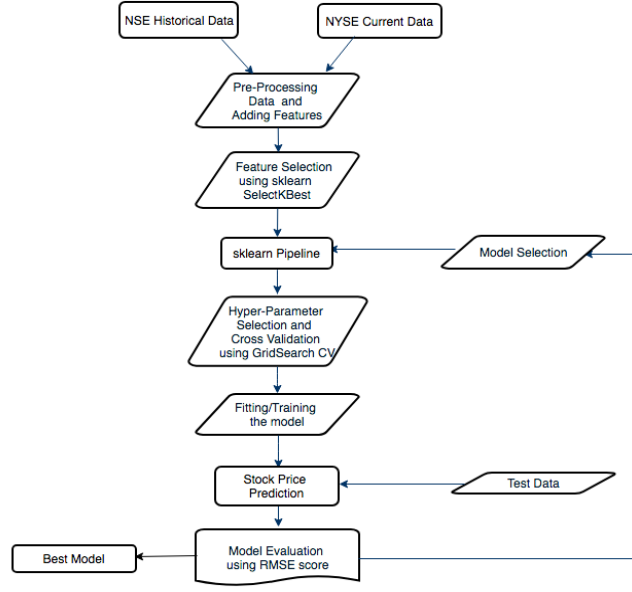 NSE Historical Data
NYSE Current Data
Pre-Processing
Data and
Adding Features
Feature Selection
using sklearn
SelectKBest
sklearn Pipeline
Model Selection
Hyper-Parameter
Selection and
Cross Validation
using GridSearch CV
Fitting/Training
the model
Stock Price
Prediction
Test Data
Model Evaluation
using RMSE score
Best Model